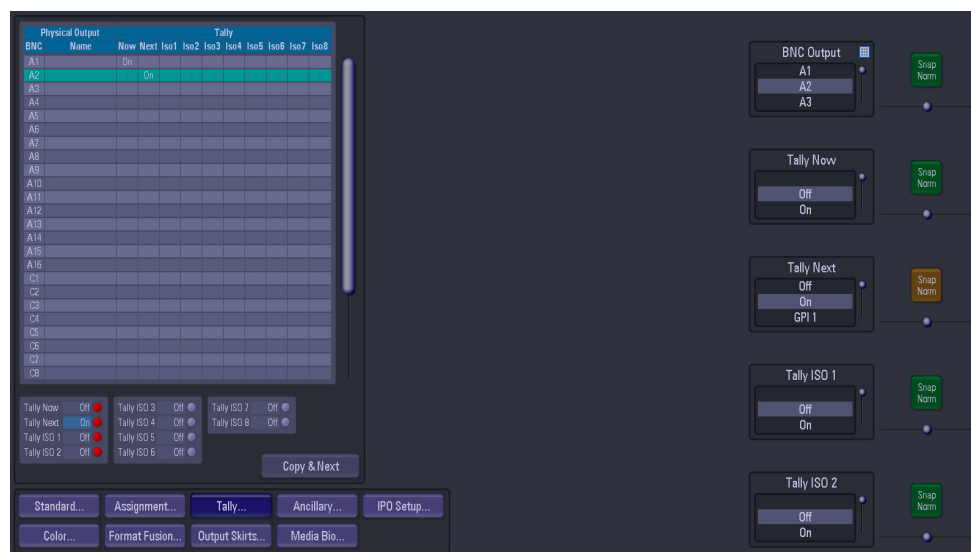 Physical Output Tally
BNC Name Now Next Iso1 Iso2 Iso3 Iso4 Iso5 Iso6 Iso7 Iso8
A1 On
A2 On
A3
A4
A5
A6
A7
A8
A9
A10
A11
A12
A13
A14
A15
A16
C1
C2
C3
C4
C5
C6
C7
C8
Tally Now Off Tally ISO 3 Off Tally ISO 7 Off
Tally Next On Tally ISO 4 Off Tally ISO 8 Off
Tally ISO 1 Off Tally ISO 5 Off
Tally ISO 2 Off Tally ISO 6 Off
Copy & Next
Standard... Assignment... Tally... Ancillary... IPO Setup...
Color... Format Fusion... Output Skirts... Media Bio...
BNC Output
A1
A2
A3
Snap
Norm
Tally Now
Off
On
Snap
Norm
Tally Next
Off
On
GPI 1
Snap
Norm
Tally ISO 1
Off
On
Snap
Norm
Tally ISO 2
Off
On
Snap
Norm